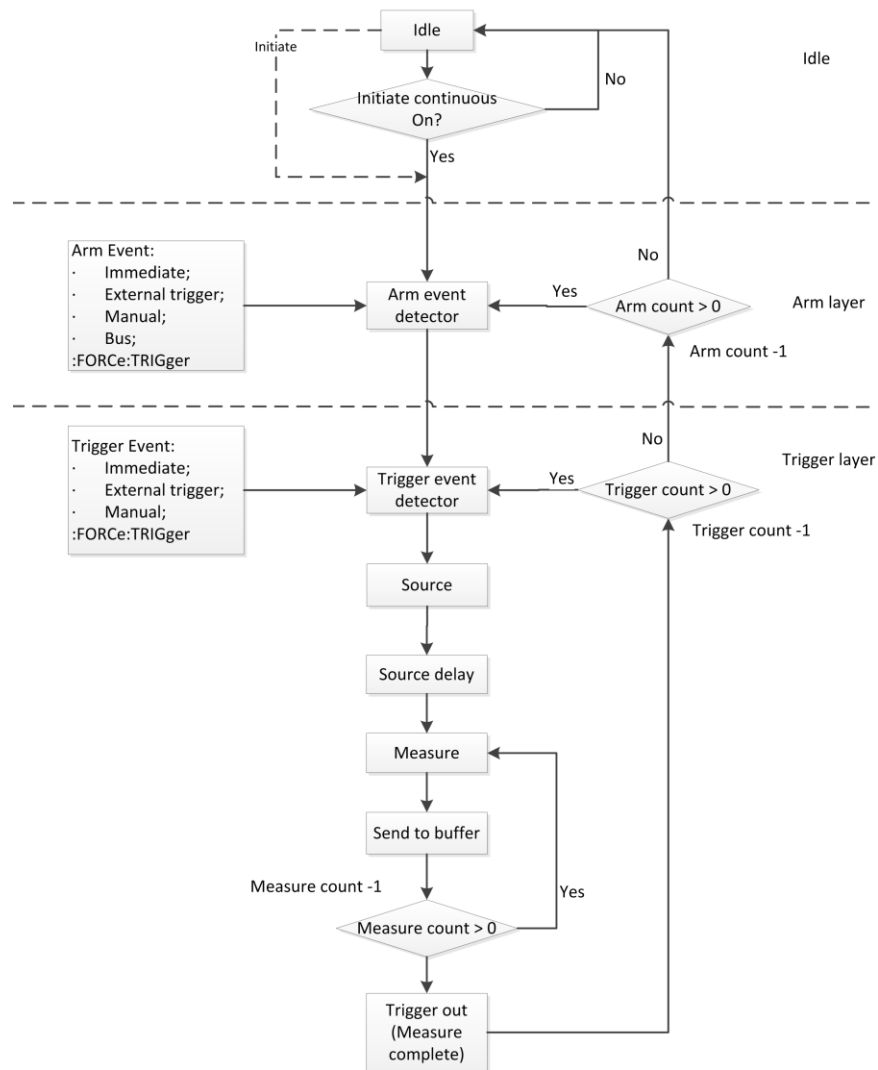 Idle
Initiate
Idle
No
Initiate continuous
On?
Yes
No
Arm Event:
· Immediate;
· External trigger;
· Manual;
· Bus;
:FORCe:TRIGger
Arm event
detector
Yes
Arm count > 0
Arm layer
Arm count -1
No
Trigger Event:
· Immediate;
· External trigger;
· Manual;
:FORCe:TRIGger
Trigger event
detector
Yes
Trigger count > 0
Trigger layer
Trigger count -1
Source
Source delay
Measure
Send to buffer
Measure count -1
Yes
Measure count > 0
Trigger out
(Measure
complete)